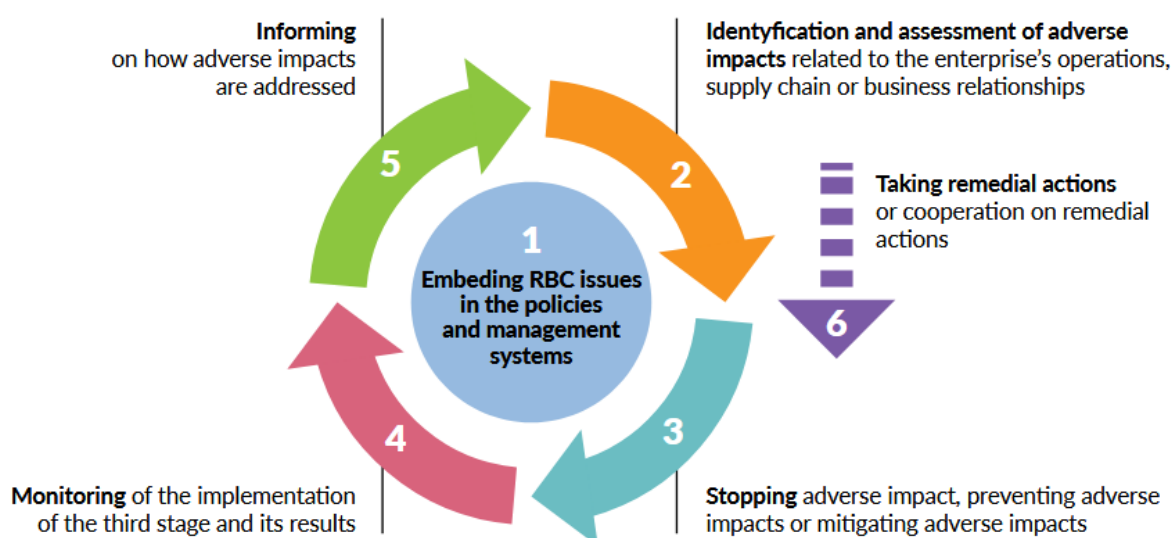 Informing
on how adverse impacts
are addressed
Identyfication and assessment of adverse
impacts related to the enterprise's operations,
supply chain or business relationships
5
2
Taking remedial actions
or cooperation on remedial
actions
6
1
Embeding RBC issues
in the policies
and management
systems
4
3
Monitoring of the implementation
of the third stage and its results
Stopping adverse impact, preventing adverse
impacts or mitigating adverse impacts